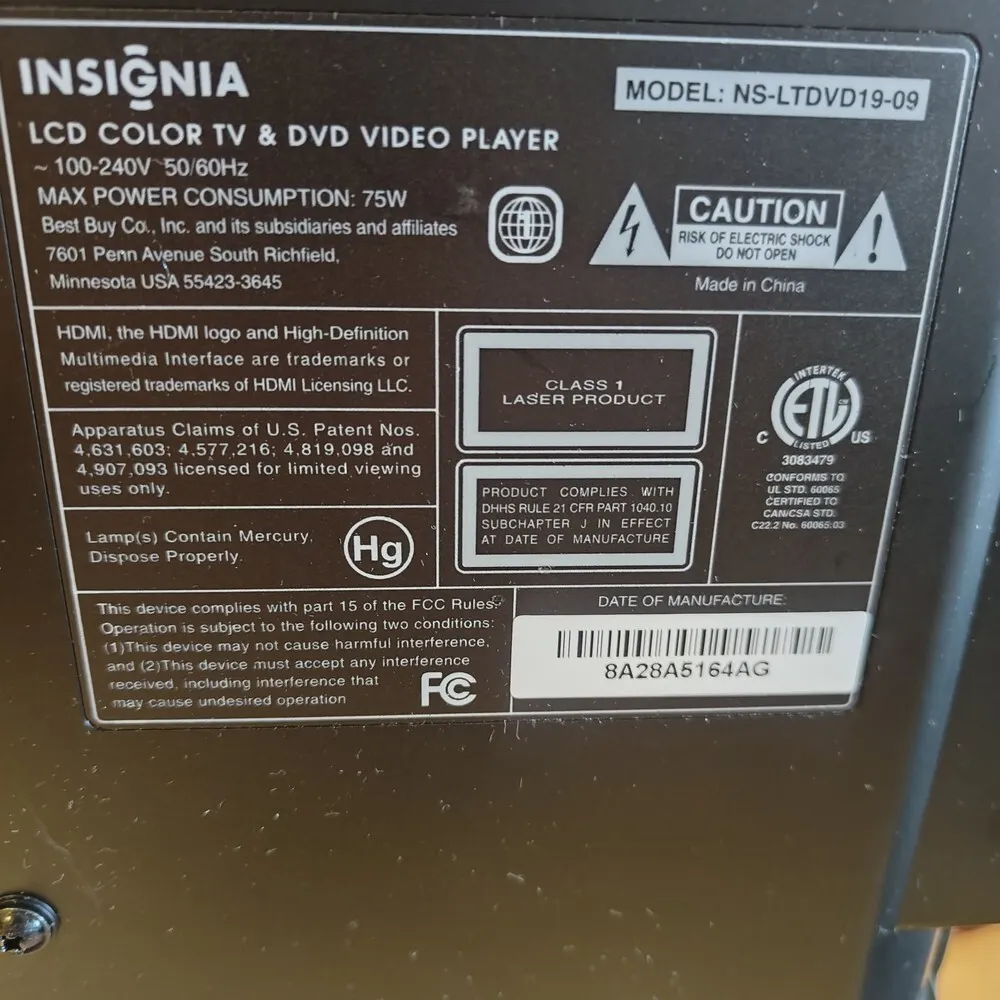 INSIGNIA
MODEL: NS-LTDVD19-09
LCD COLOR TV & DVD VIDEO PLAYER
~ 100-240V 50/60Hz
MAX POWER CONSUMPTION: 75W
Best Buy Co., Inc. and its subsidiaries and affiliates
7601 Penn Avenue South Richfield,
Minnesota USA 55423-3645
1
CAUTION
RISK OF ELECTRIC SHOCK
DO NOT OPEN
Made in China
HDMI, the HDMI logo and High-Definition
Multimedia Interface are trademarks or
registered trademarks of HDMI Licensing LLC.
Apparatus Claims of U.S. Patent Nos.
4,631,603; 4,577,216; 4,819,098 and
4,907,093 licensed for limited viewing
uses only.
Lamp(s) Contain Mercury,
Dispose Properly.
Hg
CLASS 1
LASER PRODUCT
PRODUCT COMPLIES WITH
DHHS RULE 21 CFR PART 1040.10
SUBCHAPTER J IN EFFECT
AT DATE OF MANUFACTURE
INTERTEK
ETL CM
LISTED
C US
3083479
CONFORMS TO
UL STD. 60065
CERTIFIED TO
CAN/CSA STD.
C22.2 No. 60065:03
This device complies with part 15 of the FCC Rules.
Operation is subject to the following two conditions:
(1)This device may not cause harmful interference,
and (2)This device must accept any interference
received, including interference that
may cause undesired operation
FC
DATE OF MANUFACTURE:
8A28A5164AG